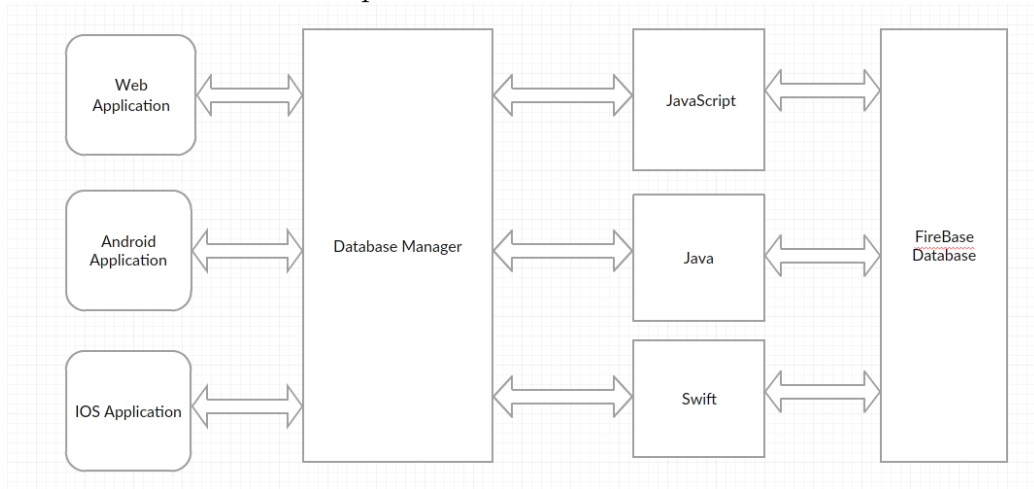 Web
Application
JavaScript
Android
Application
Database Manager
Java
FireBase
Database
IOS Application
Swift